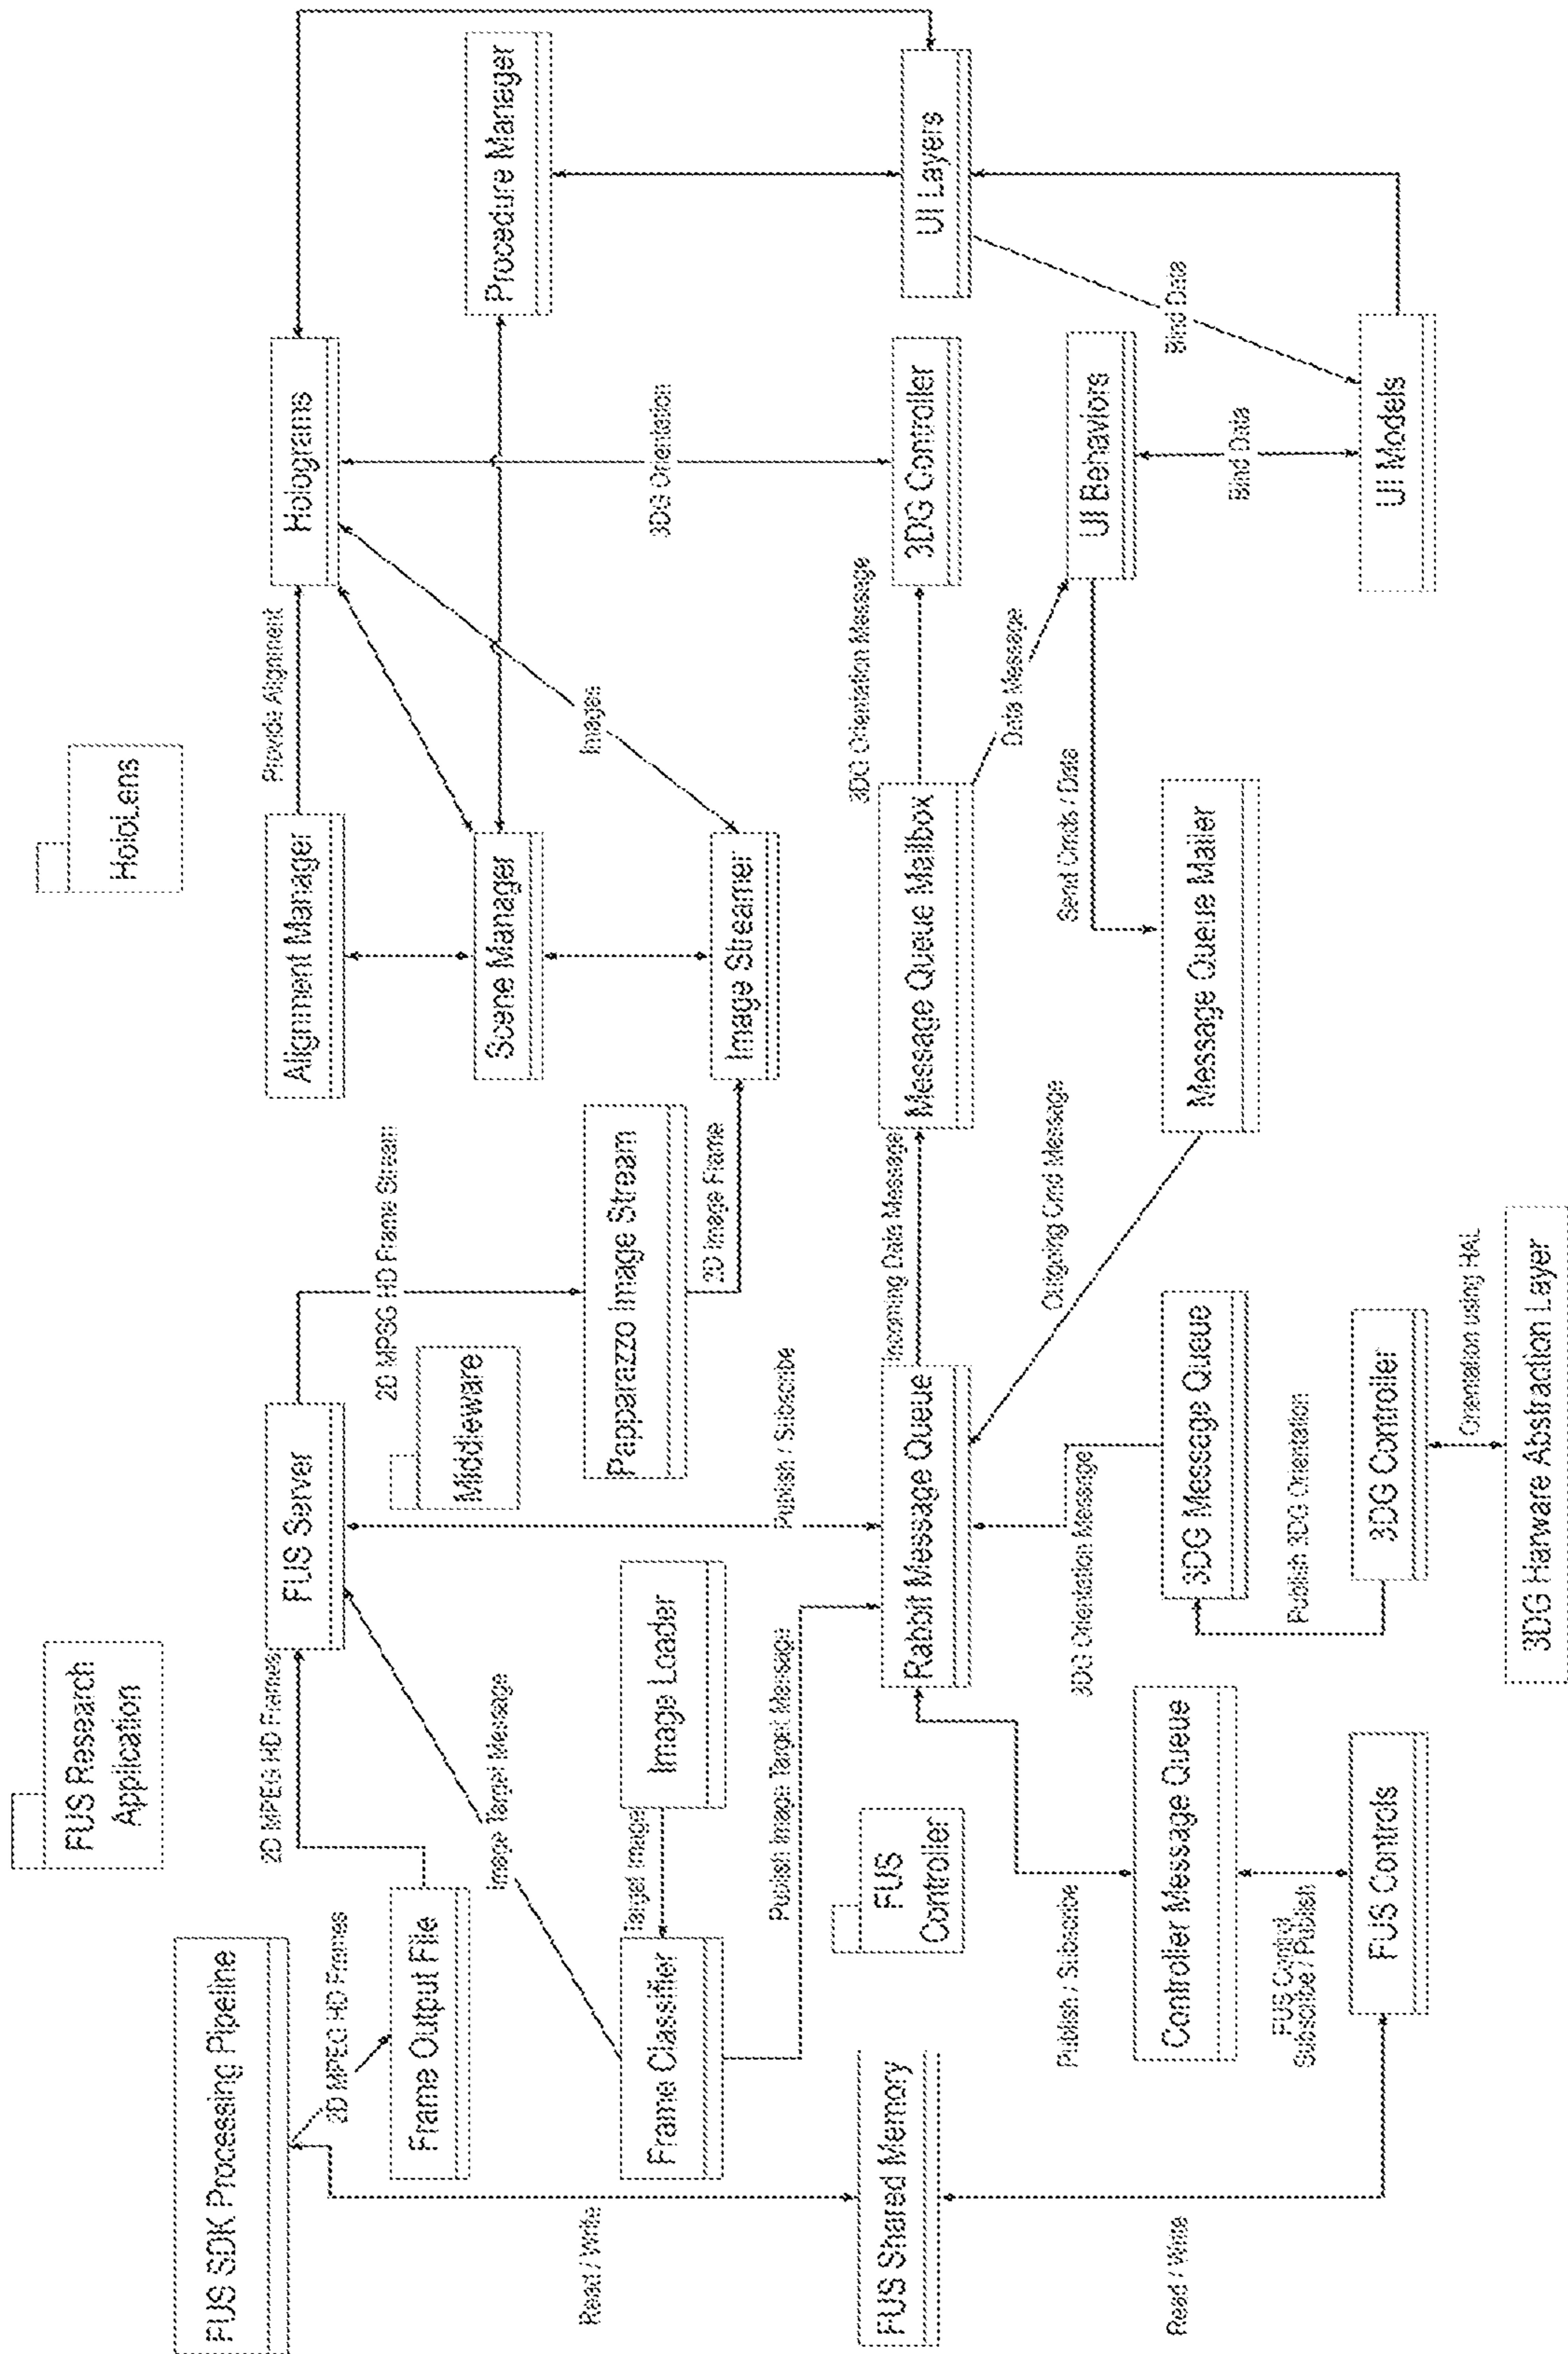 FUS Research
Application
HoloLens
FUS SDK Processing Pipeline
2D MPEG HD Frames
Frame Output File
2D MPEG HD Frames
FUS Server
2D MPSG HD Frame Stream
Alignment Manager
Provide Alignment
Holograms
Procedure Manager
Scene Manager
Middleware
Papparazzo Image Stream
2D Image Frame
Image Streamer
Images
3DG Orientation
Image Target Message
Frame Classifier
Target Image
Image Loader
Read / Write
Publish Image Target Message
Publish / Subscribe
FUS
Controller
FUS Shared Memory
Rabbit Message Queue
Incoming Data Message
Message Queue Mailbox
3DG Orientation Message
3DG Controller
UI Layers
Data Message
UI Behaviors
Send Cmds / Data
Outgoing Cmd Message
Message Queue Mailer
Bind Data
Bind Data
UI Models
Publish / Subscribe
Controller Message Queue
3DG Orientation Message
3DG Message Queue
FUS Control
Subscribe / Publish
Publish 3DG Orientation
Read / Write
FUS Controls
3DG Controller
Orientation using HAL
3DG Harware Abstraction Layer